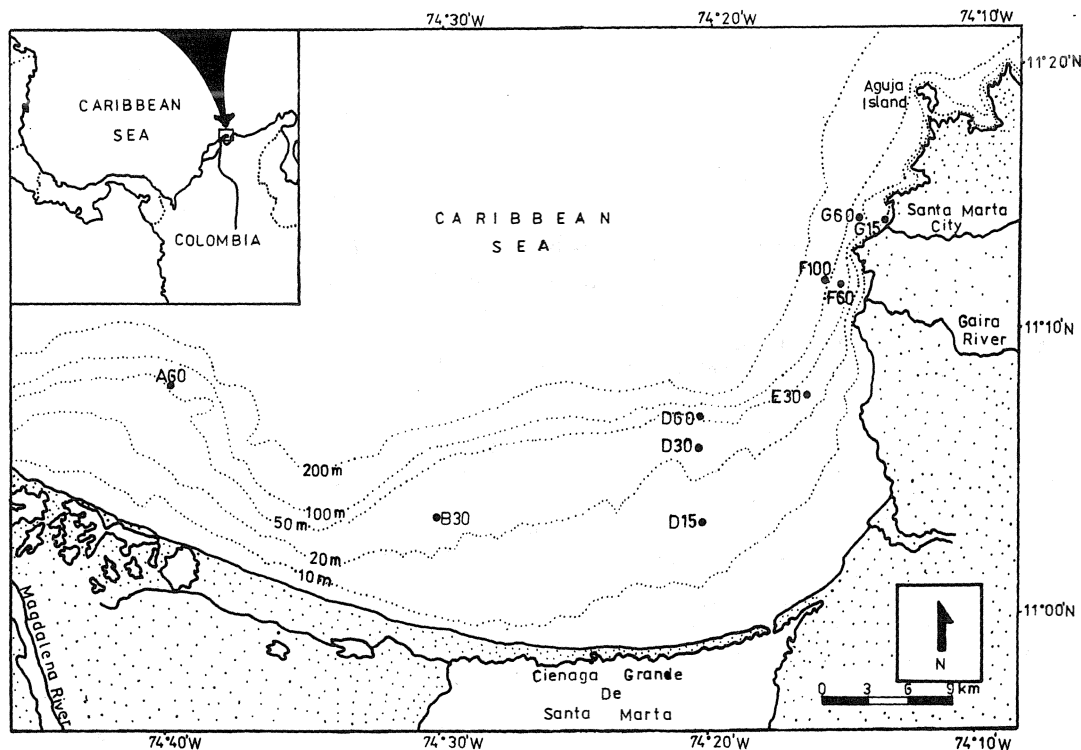 74°30'W
74°20'W
74°10'W
11°20'N
CARIBBEAN
SEA
COLOMBIA
Aguja
Island
CARIBBEAN
SEA
G60
G15
Santa Marta
City
F100
F60
11°10'N
Gaira
River
A60
E30
D60
D30
200m
100m
50m
B30
D15
20m
10m
11°00'N
Magdalena River
N
Cienaga Grande
De
Santa Marta
0 3 6 9 km
74°40'W
74°30'W
74°20'W
74°10'W